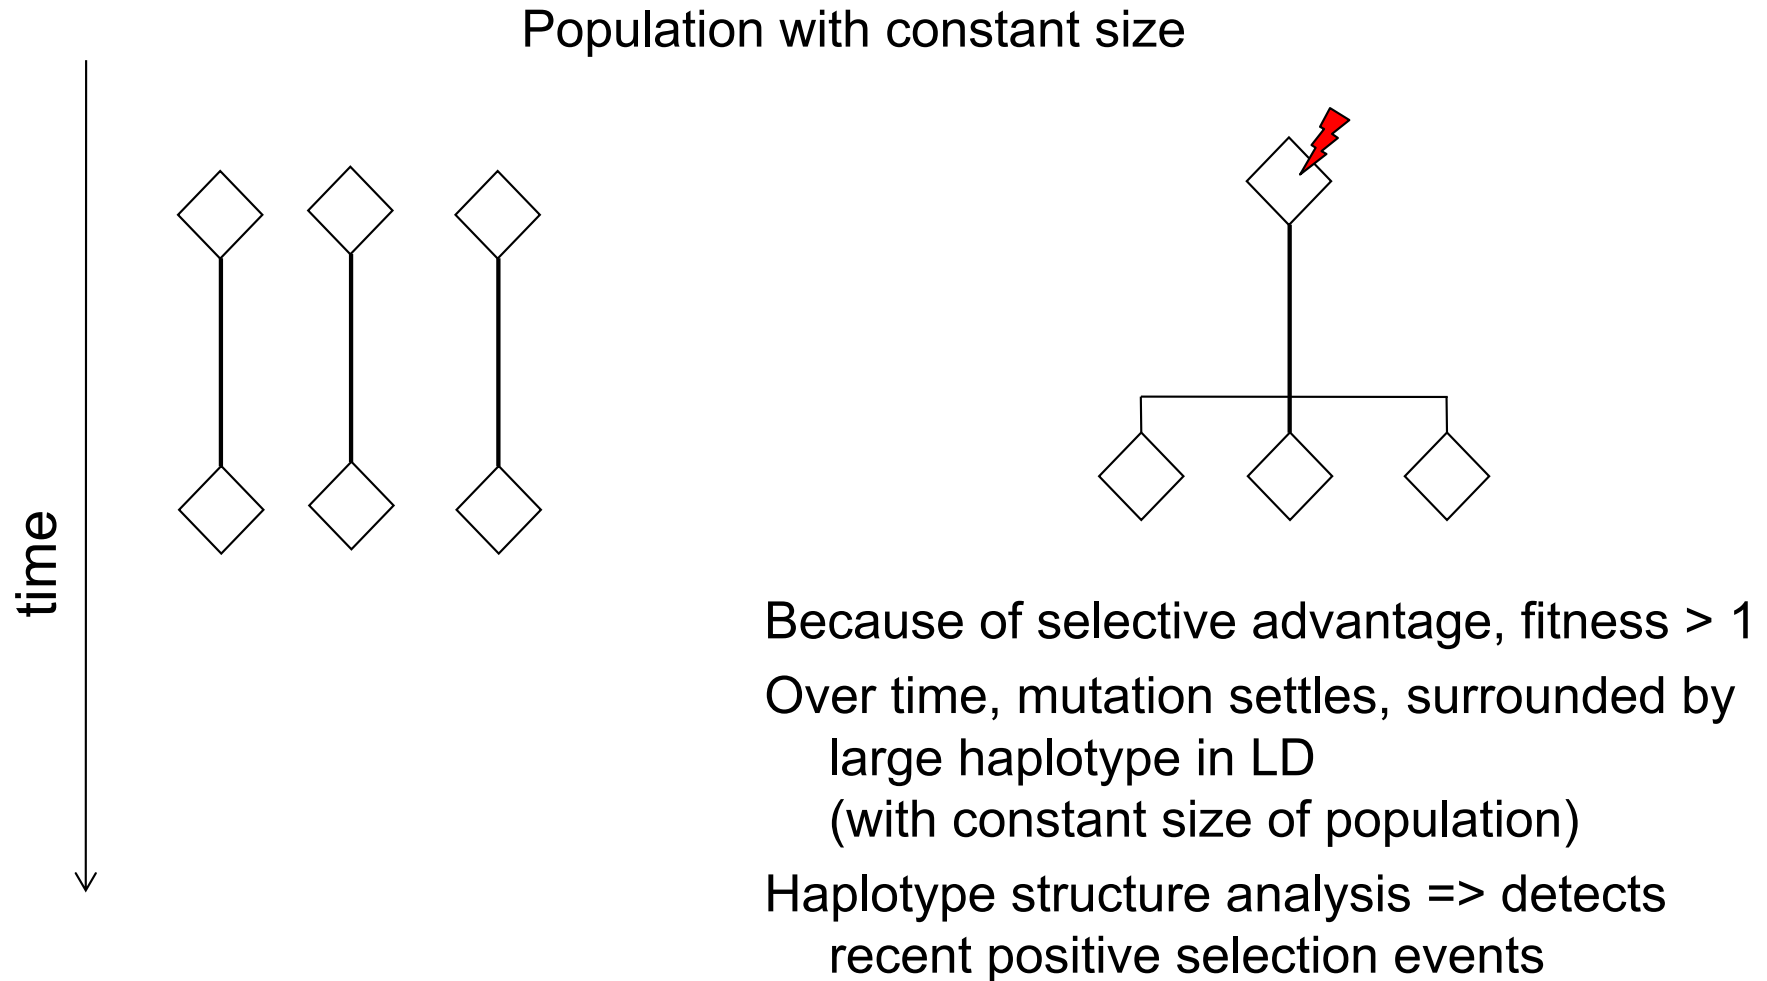 Population with constant size
time
Because of selective advantage, fitness > 1
Over time, mutation settles, surrounded by
large haplotype in LD
(with constant size of population)
Haplotype structure analysis => detects
recent positive selection events